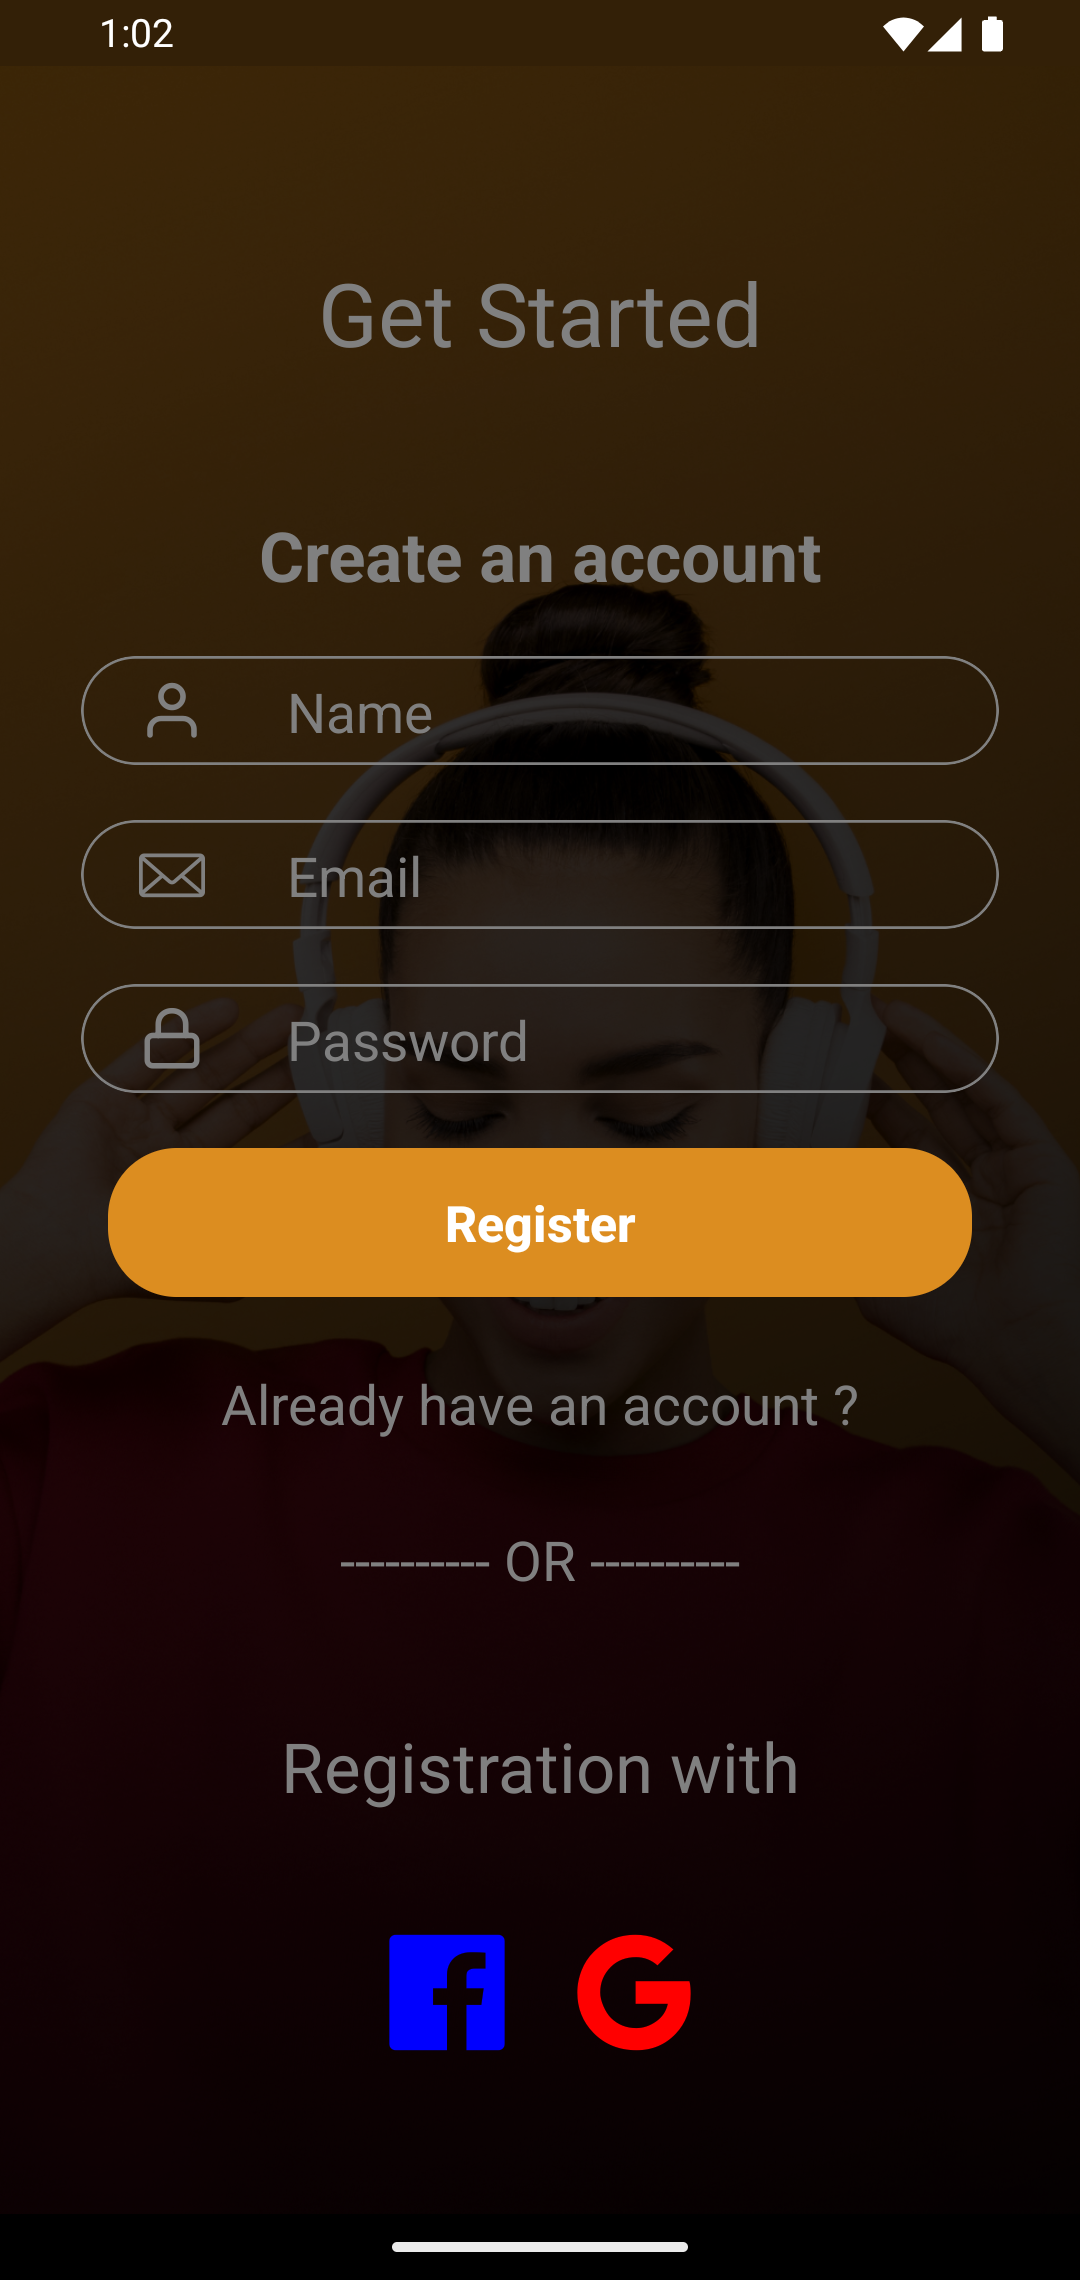 1:02
Get Started
Create an account
Name
Email
Password
Register
Already have an account ?
---------- OR ----------
Registration with